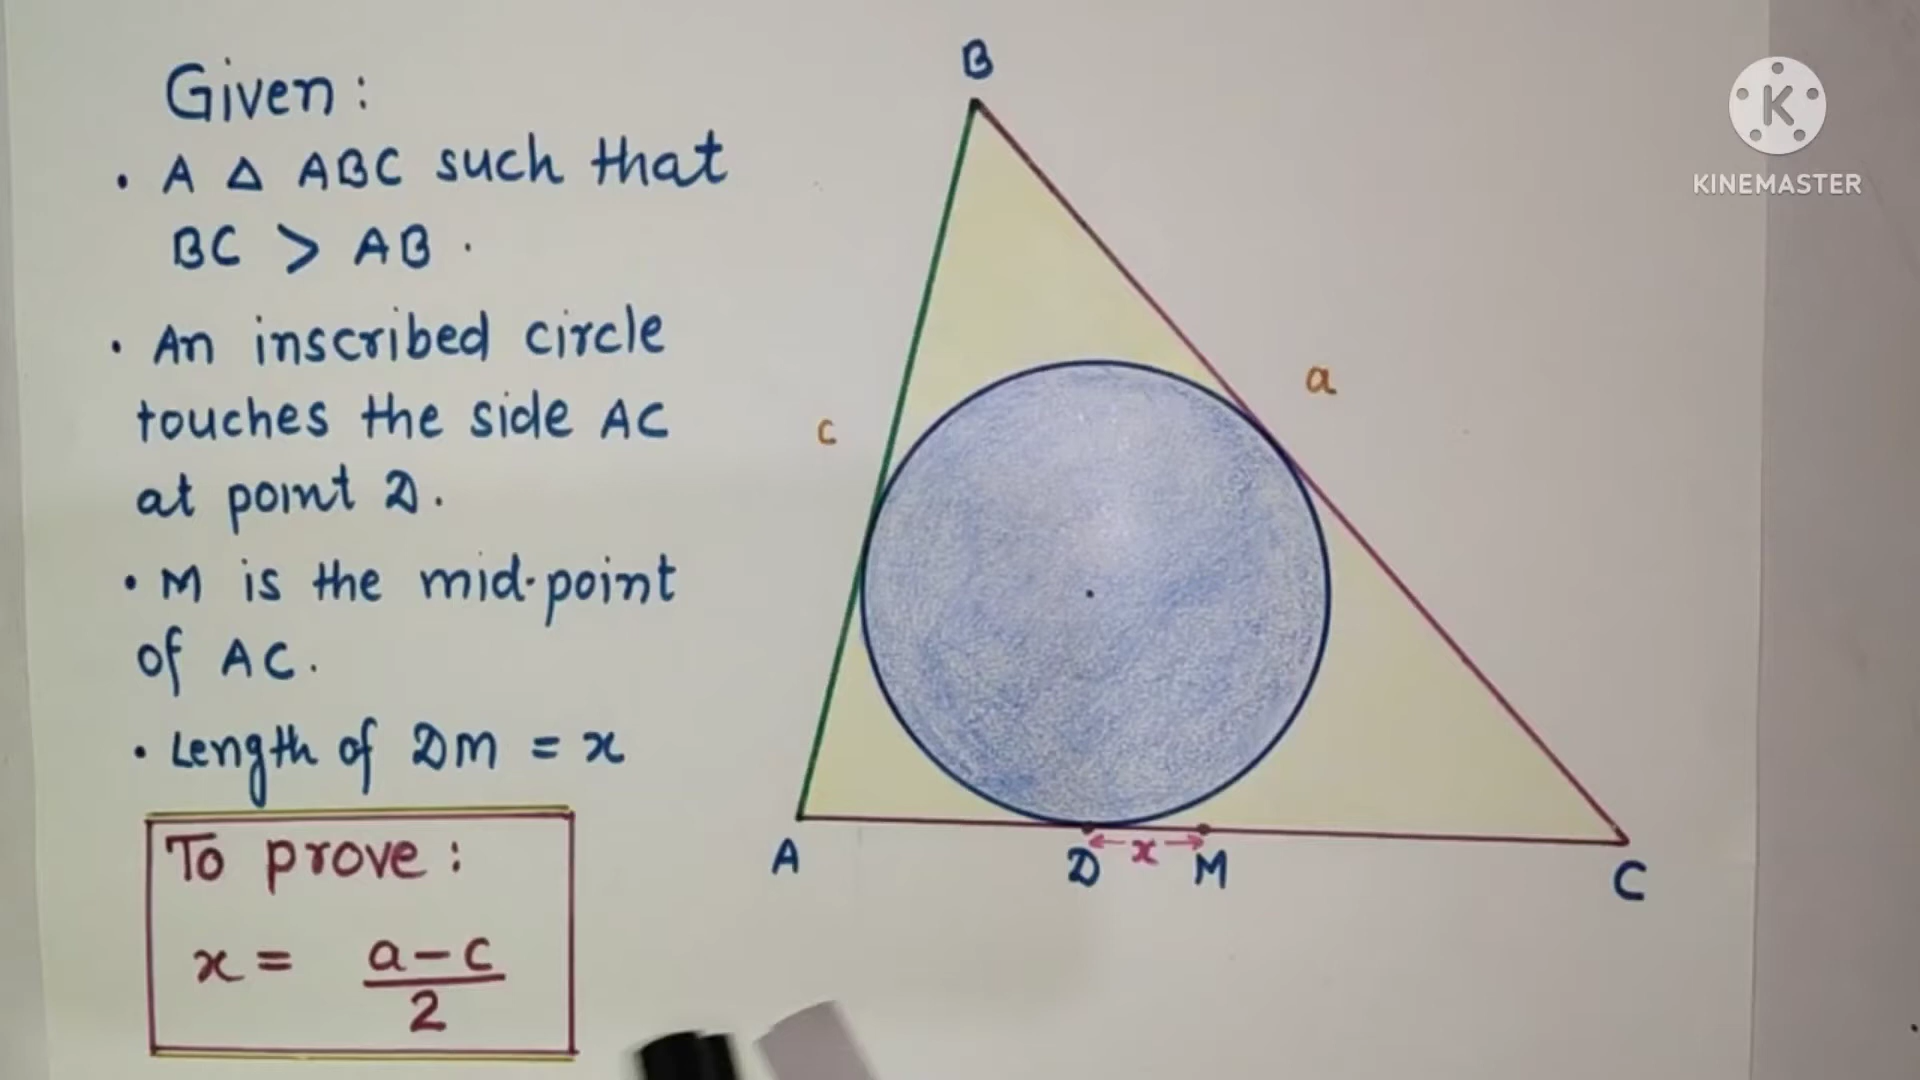 Given:
• A △ ABC such that
BC > AB.
• An inscribed circle
touches the side AC
at point D.
• M is the mid-point
of AC.
• Length of DM = x
To prove:
x = a-c
2
B
a
c
A
D
x
M
C
K
KINEMASTER